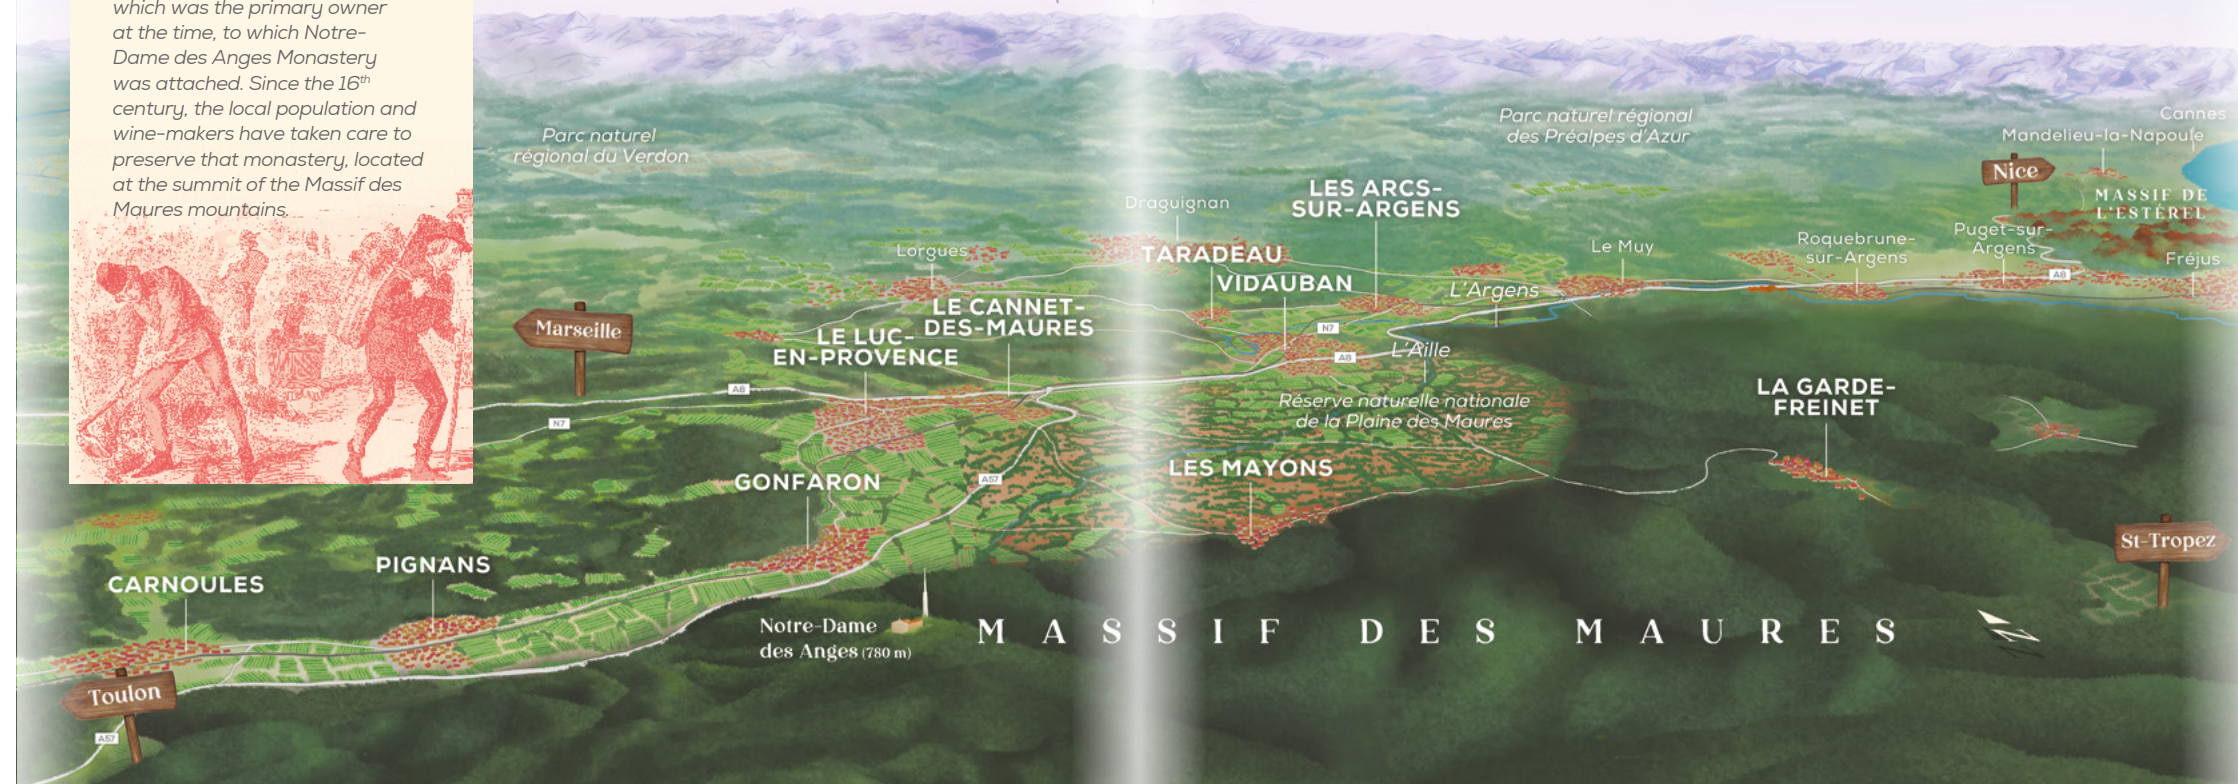 which was the primary owner
at the time, to which Notre-
Dame des Anges Monastery
was attached. Since the 16th
century, the local population and
wine-makers have taken care to
preserve that monastery, located
at the summit of the Massif des
Maures mountains.
Parc naturel
régional du Verdon
Parc naturel régional
des Préalpes d'Azur
Cannes
Mandelieu-la-Napoule
Nice
MASSIF DE
L'ESTÉREL
Draguignan
LES ARCS-
SUR-ARGENS
Lorgues
TARADEAU
VIDAUBAN
Le Muy
Roquebrune-
sur-Argens
Puget-sur-
Argens
A8
Fréjus
L'Argens
Marseille
LE CANNET-
DES-MAURES
LE LUC-
EN-PROVENCE
N7
A8
L'Aille
A8
N7
Réserve naturelle nationale
de la Plaine des Maures
LA GARDE-
FREINET
GONFARON
A57
LES MAYONS
St-Tropez
CARNOULES
PIGNANS
Notre-Dame
des Anges (780 m)
MASSIF DES MAURES
Toulon
A57